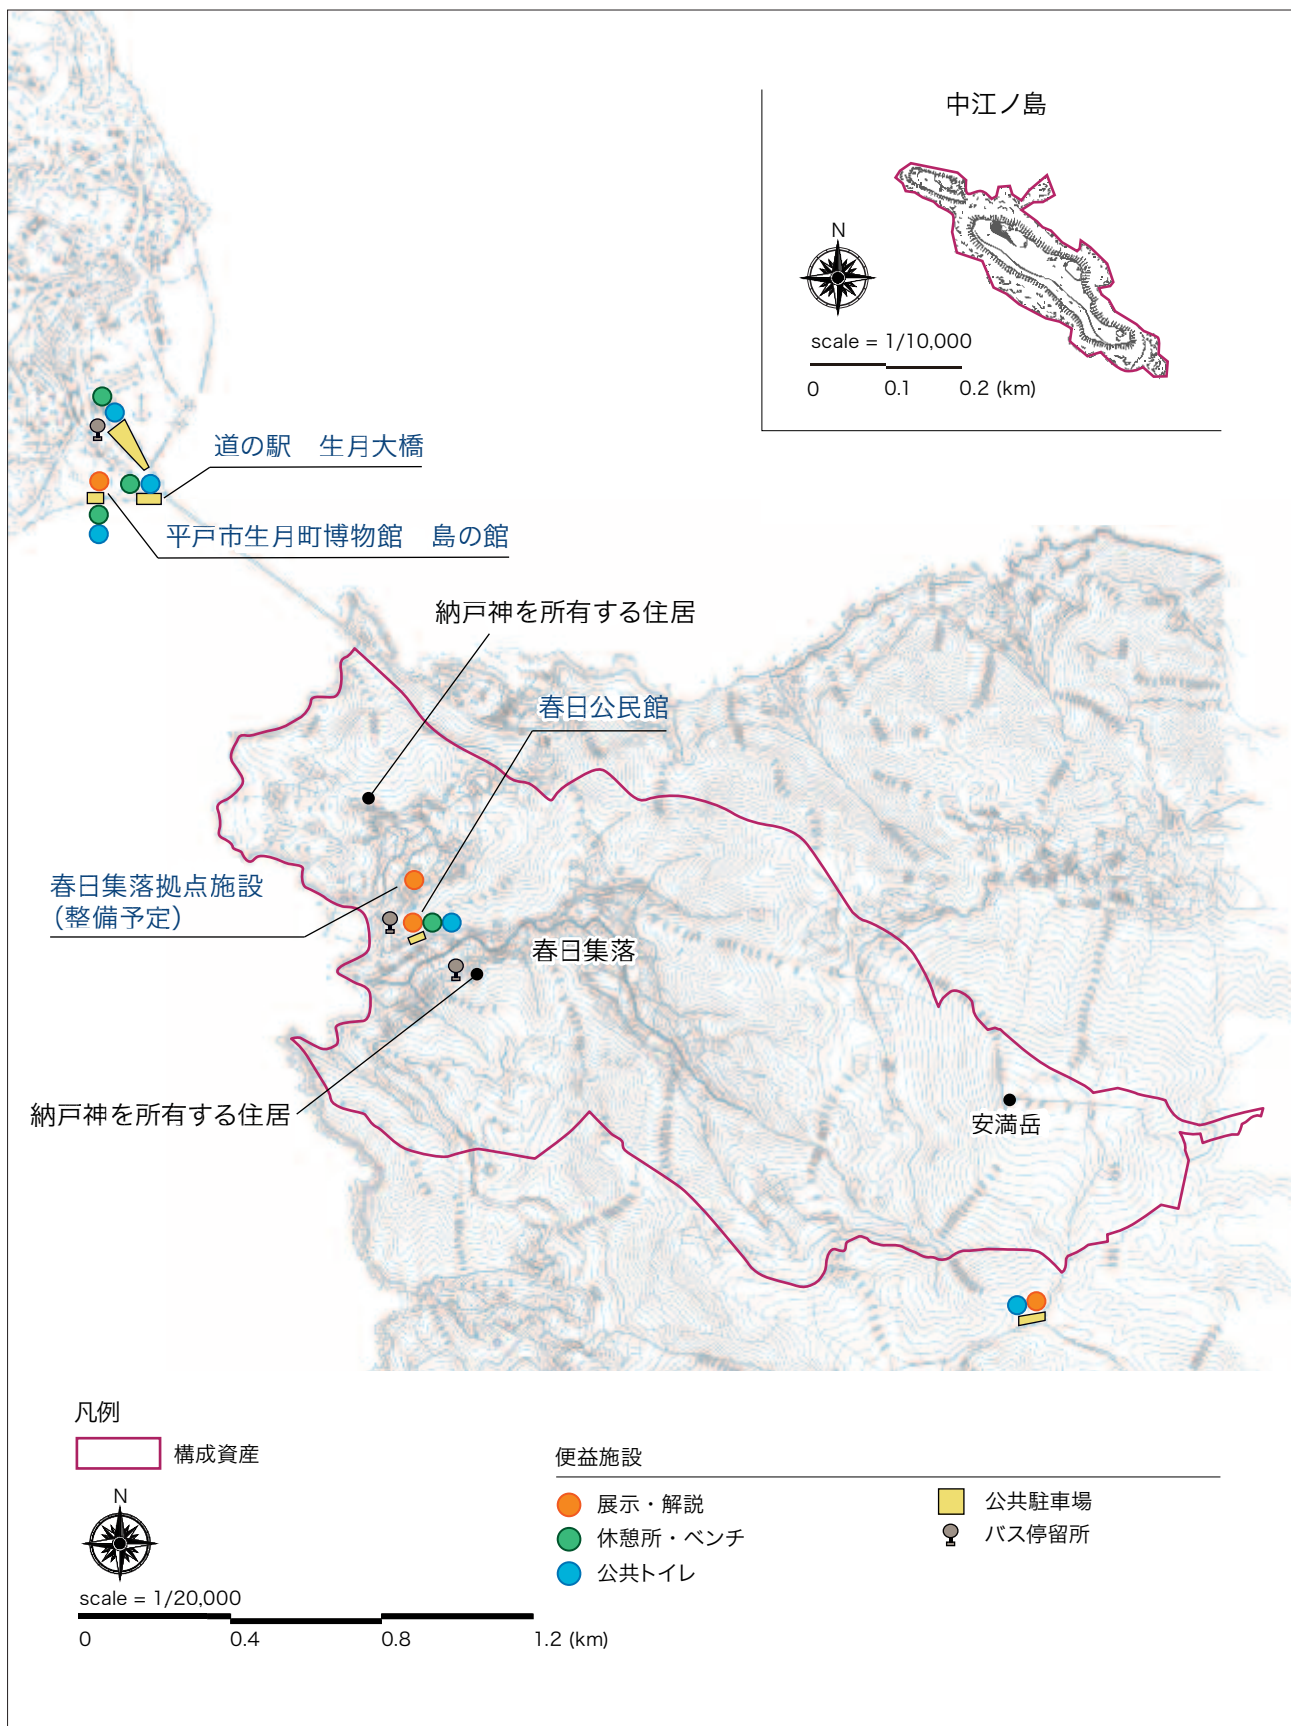 中江ノ島
N
scale = 1/10,000
0 0.1 0.2 (km)
道の駅　生月大橋
平戸市生月町博物館　島の館
納戸神を所有する住居
春日公民館
春日集落拠点施設
(整備予定)
春日集落
納戸神を所有する住居
安満岳
凡例
構成資産
N
scale = 1/20,000
0 0.4 0.8 1.2 (km)
便益施設
展示・解説
休憩所・ベンチ
公共トイレ
公共駐車場
バス停留所